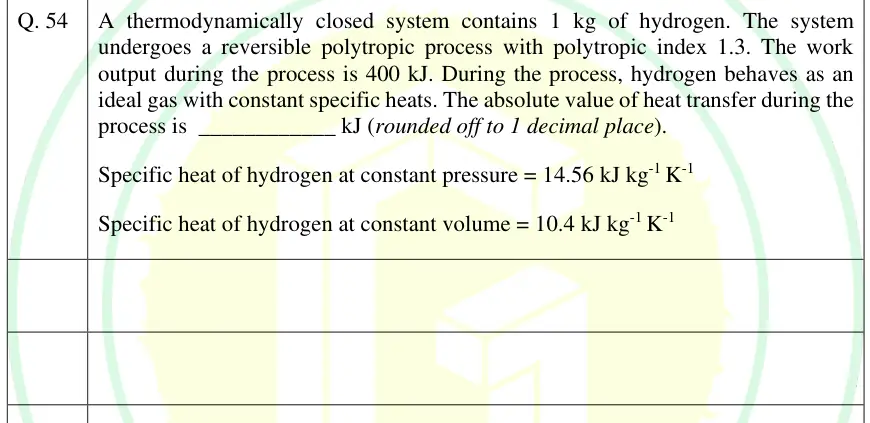 Q. 54 A thermodynamically closed system contains 1 kg of hydrogen. The system
undergoes a reversible polytropic process with polytropic index 1.3. The work
output during the process is 400 kJ. During the process, hydrogen behaves as an
ideal gas with constant specific heats. The absolute value of heat transfer during the
process is ____________ kJ (rounded off to 1 decimal place).
Specific heat of hydrogen at constant pressure = 14.56 kJ kg⁻¹ K⁻¹
Specific heat of hydrogen at constant volume = 10.4 kJ kg⁻¹ K⁻¹